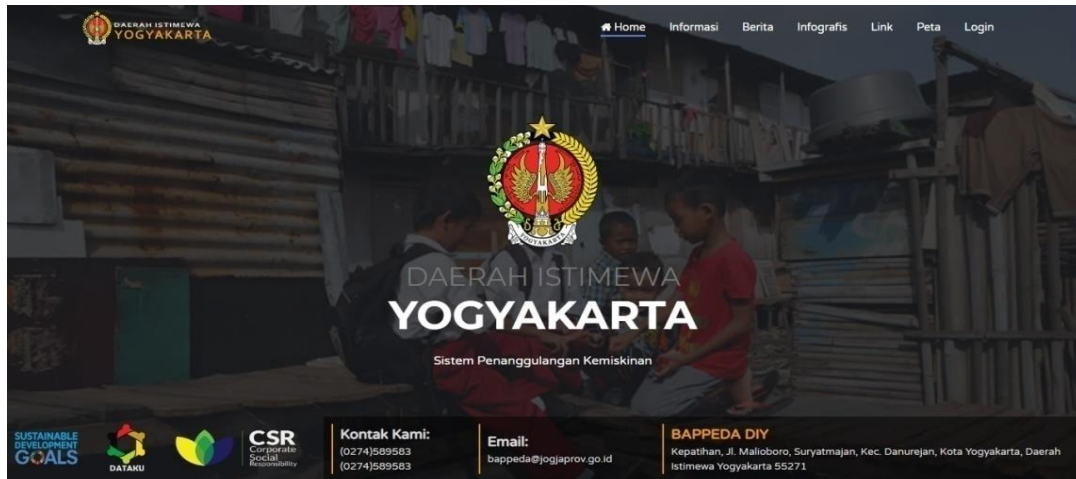 DAERAH ISTIMEWA
YOGYAKARTA
Home Informasi Berita Infografis Link Peta Login
YOGYAKARTA
DAERAH ISTIMEWA
YOGYAKARTA
Sistem Penanggulangan Kemiskinan
SUSTAINABLE
DEVELOPMENT
GOALS
DATAKU
CSR
Corporate
Social
Responsibility
Kontak Kami:
(0274)589583
(0274)589583
Email:
bappeda@jogjaprov.go.id
BAPPEDA DIY
Kepatihan, Jl. Malioboro, Suryatmajan, Kec. Danurejan, Kota Yogyakarta, Daerah
Istimewa Yogyakarta 55271